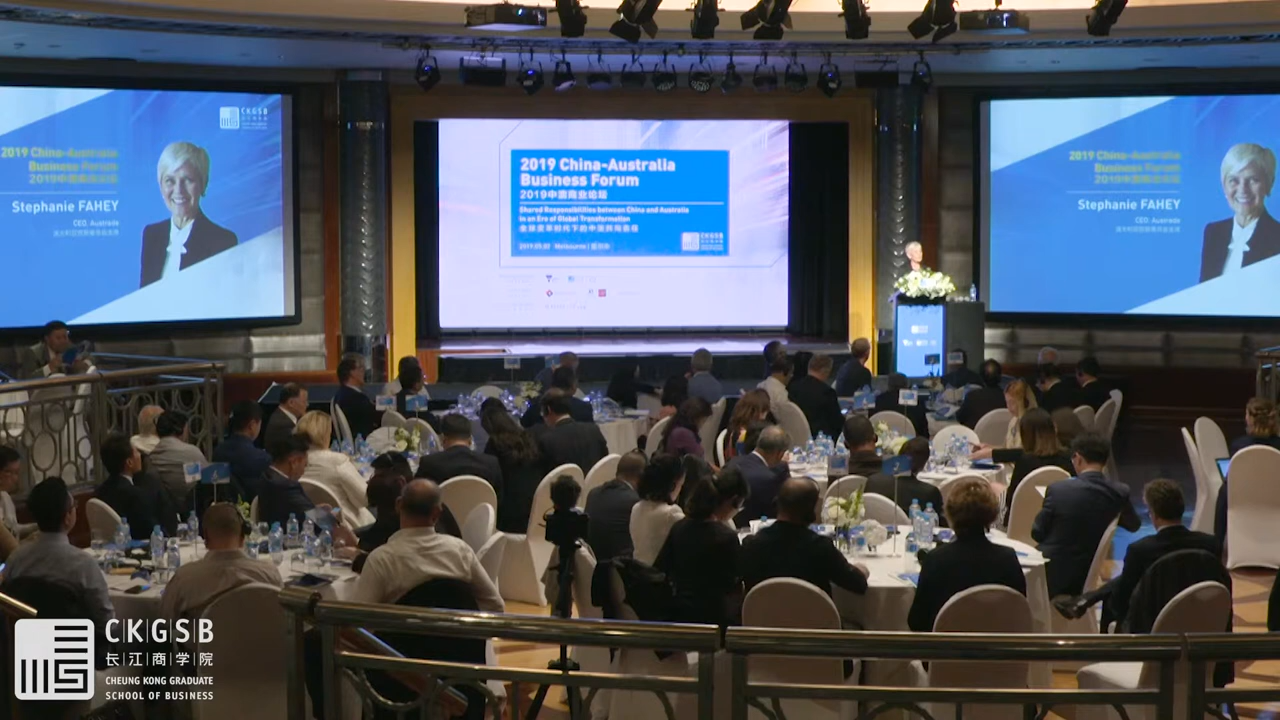 CKGSB
2019 China-Australia
Business Forum
2019中澳商业论坛
Stephanie FAHEY
CEO, Austrade
2019 China-Australia
Business Forum
2019中澳商业论坛
Shared Responsibilities between China and Australia
in an Era of Global Transformation
全球变革时代下的中澳共同责任
CKGSB
2019 China-Australia
Business Forum
2019中澳商业论坛
Stephanie FAHEY
CEO, Austrade
CKGSB
长江商学院
CHEUNG KONG GRADUATE
SCHOOL OF BUSINESS